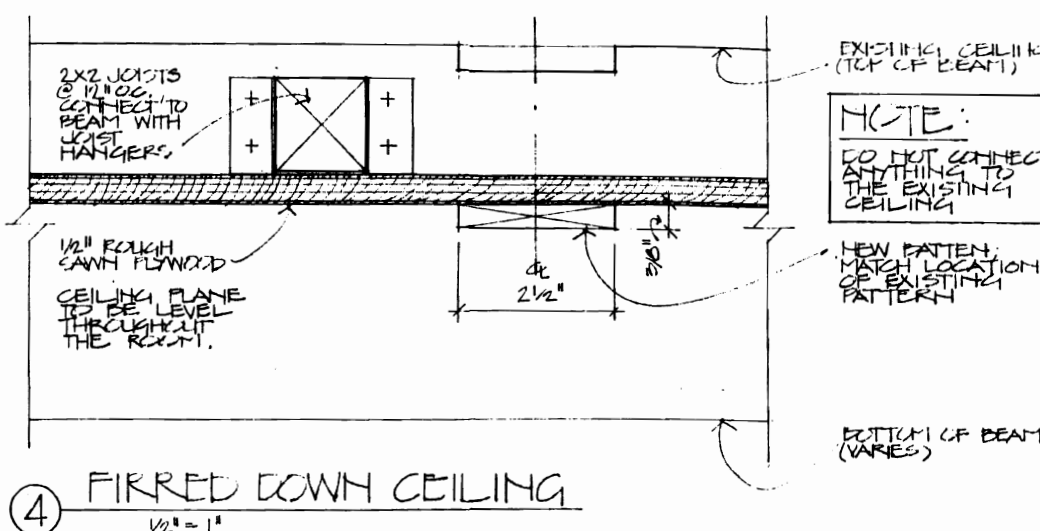 2X2 JOISTS
@ 12" O.C.
CONNECT TO
BEAM WITH
JOIST
HANGERS.
EXISTING CEILING
(TOP OF BEAM)
NOTE:
DO NOT CONNECT
ANYTHING TO
THE EXISTING
CEILING
1/2" ROUGH
SAWN PLYWOOD
CEILING PLANE
TO BE LEVEL
THROUGHOUT
THE ROOM.
3/8"
℄
2 1/2"
NEW BATTEN.
MATCH LOCATION
OF EXISTING
PATTERN
BOTTOM OF BEAM
(VARIES)
4 FIRRED DOWN CEILING
1/2" = 1"